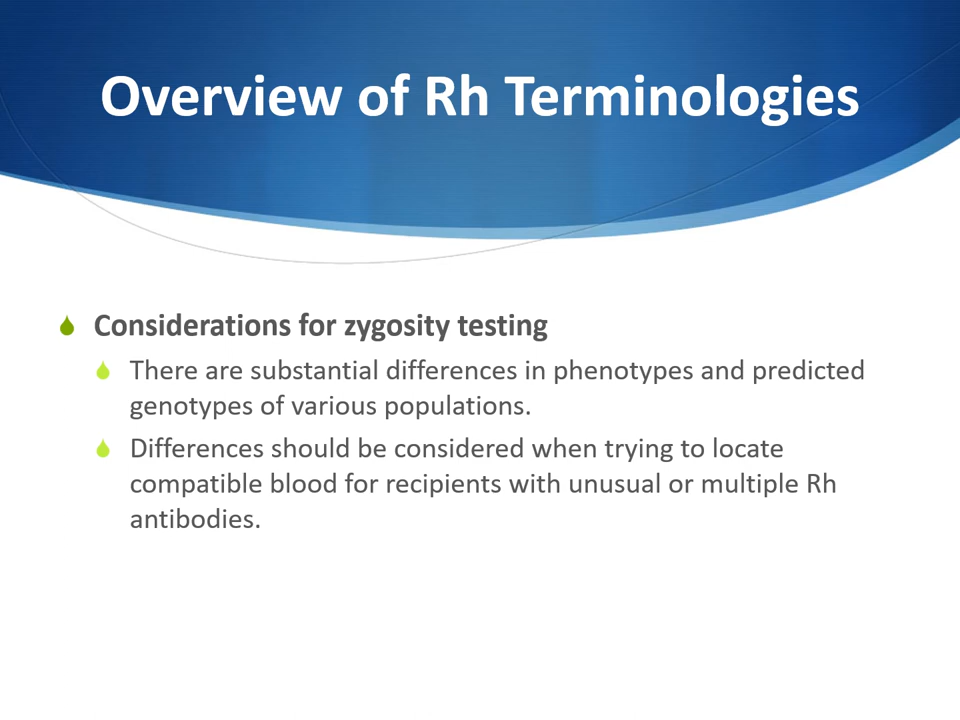 Overview of Rh Terminologies
Considerations for zygosity testing
There are substantial differences in phenotypes and predicted
genotypes of various populations.
Differences should be considered when trying to locate
compatible blood for recipients with unusual or multiple Rh
antibodies.